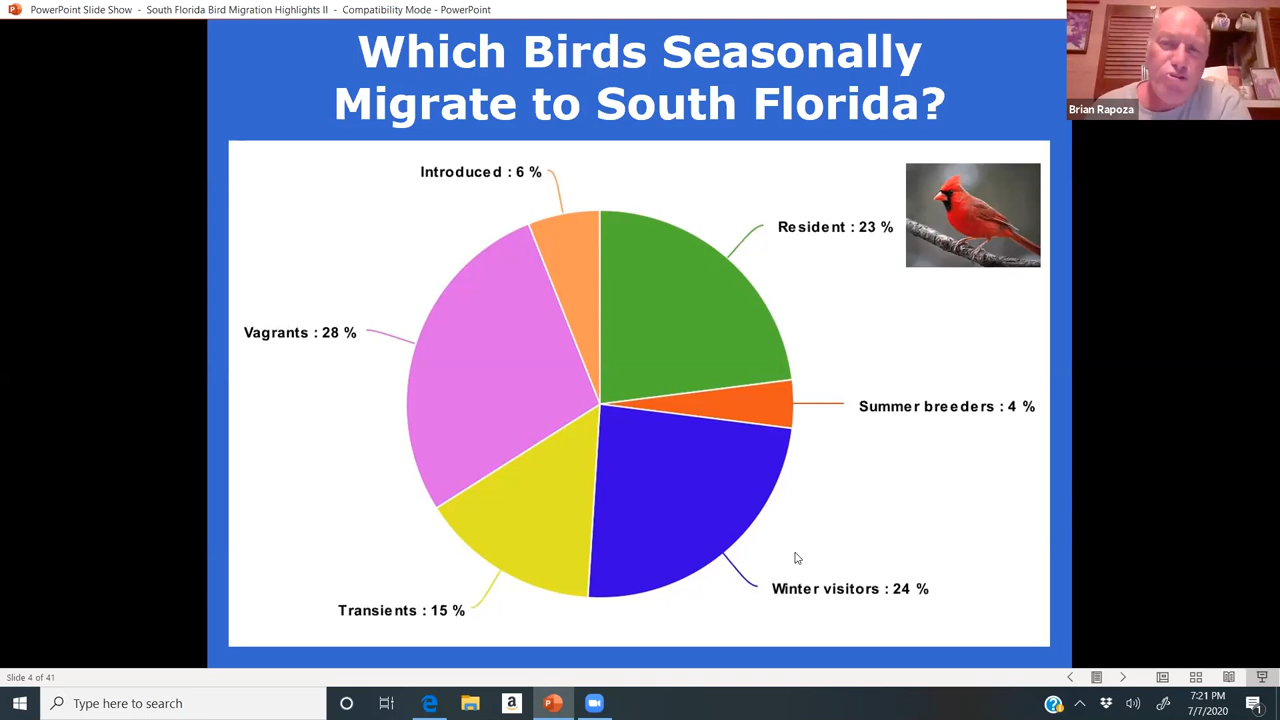 PowerPoint Slide Show - South Florida Bird Migration Highlights II - Compatibility Mode - PowerPoint
Which Birds Seasonally
Migrate to South Florida?
Brian Rapoza
Introduced : 6 %
Resident : 23 %
Vagrants : 28 %
Summer breeders : 4 %
Winter visitors : 24 %
Transients : 15 %
Slide 4 of 41
Type here to search
7:21 PM
7/7/2020
1